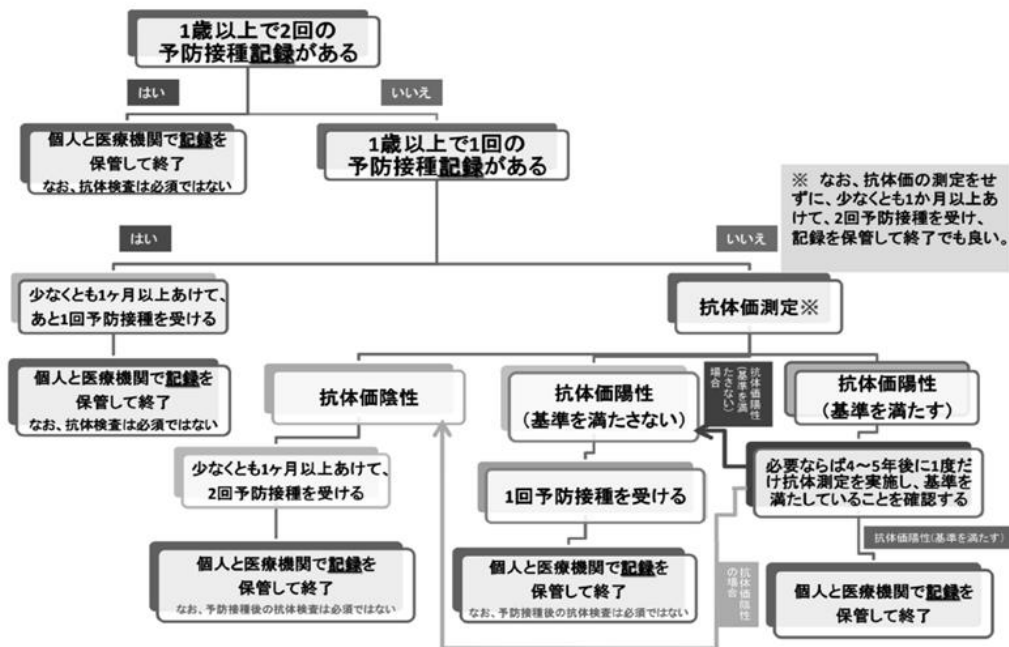 1歳以上で2回の
予防接種記録がある
はい
いいえ
個人と医療機関で記録を
保管して終了
なお、抗体検査は必須ではない
1歳以上で1回の
予防接種記録がある
※ なお、抗体価の測定をせ
ずに、少なくとも1か月以上あ
けて、2回予防接種を受け、
記録を保管して終了でも良い。
はい
いいえ
少なくとも1ヶ月以上あけて、
あと1回予防接種を受ける
抗体価測定※
個人と医療機関で記録を
保管して終了
なお、抗体検査は必須ではない
抗体価陰性
抗体価陽性
(基準を満たさない)
抗体価陽性
(基準を満
たさない)
場合
抗体価陽性
(基準を満たす)
少なくとも1ヶ月以上あけて、
2回予防接種を受ける
1回予防接種を受ける
必要ならば4～5年後に1度だ
け抗体測定を実施し、基準を
満たしていることを確認する
抗体価陽性(基準を満たす)
個人と医療機関で記録を
保管して終了
なお、予防接種後の抗体検査は必須ではない
個人と医療機関で記録を
保管して終了
なお、予防接種後の抗体検査は必須ではない
抗体価
の場合
個人と医療機関で記録を
保管して終了